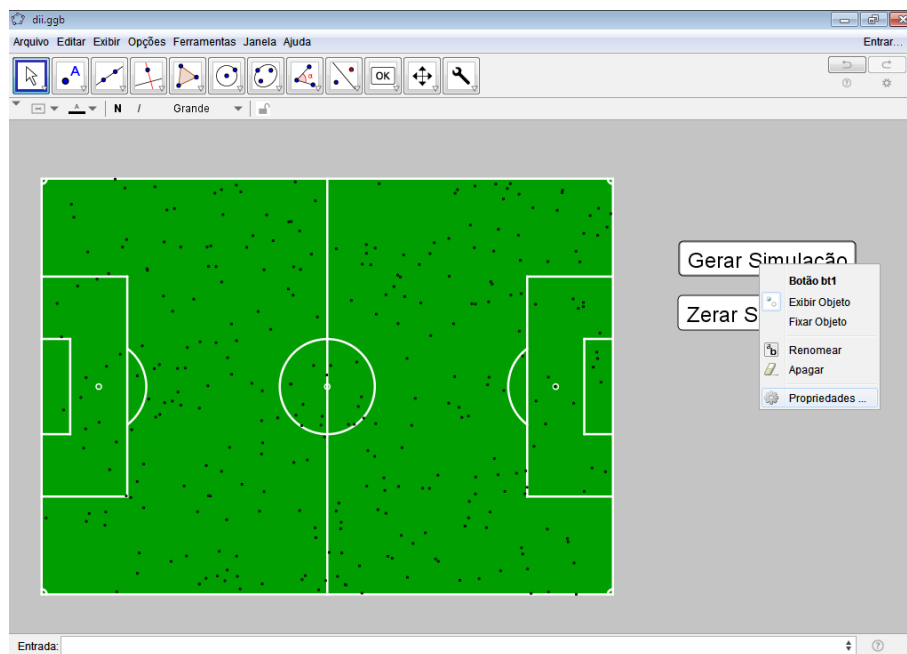 dii.ggb
Arquivo Editar Exibir Opções Ferramentas Janela Ajuda Entrar...
A OK
N I Grande
Gerar Simulação
Botão bt1
Exibir Objeto
Zerar S
Fixar Objeto
Renomear
Apagar
Propriedades ...
Entrada: